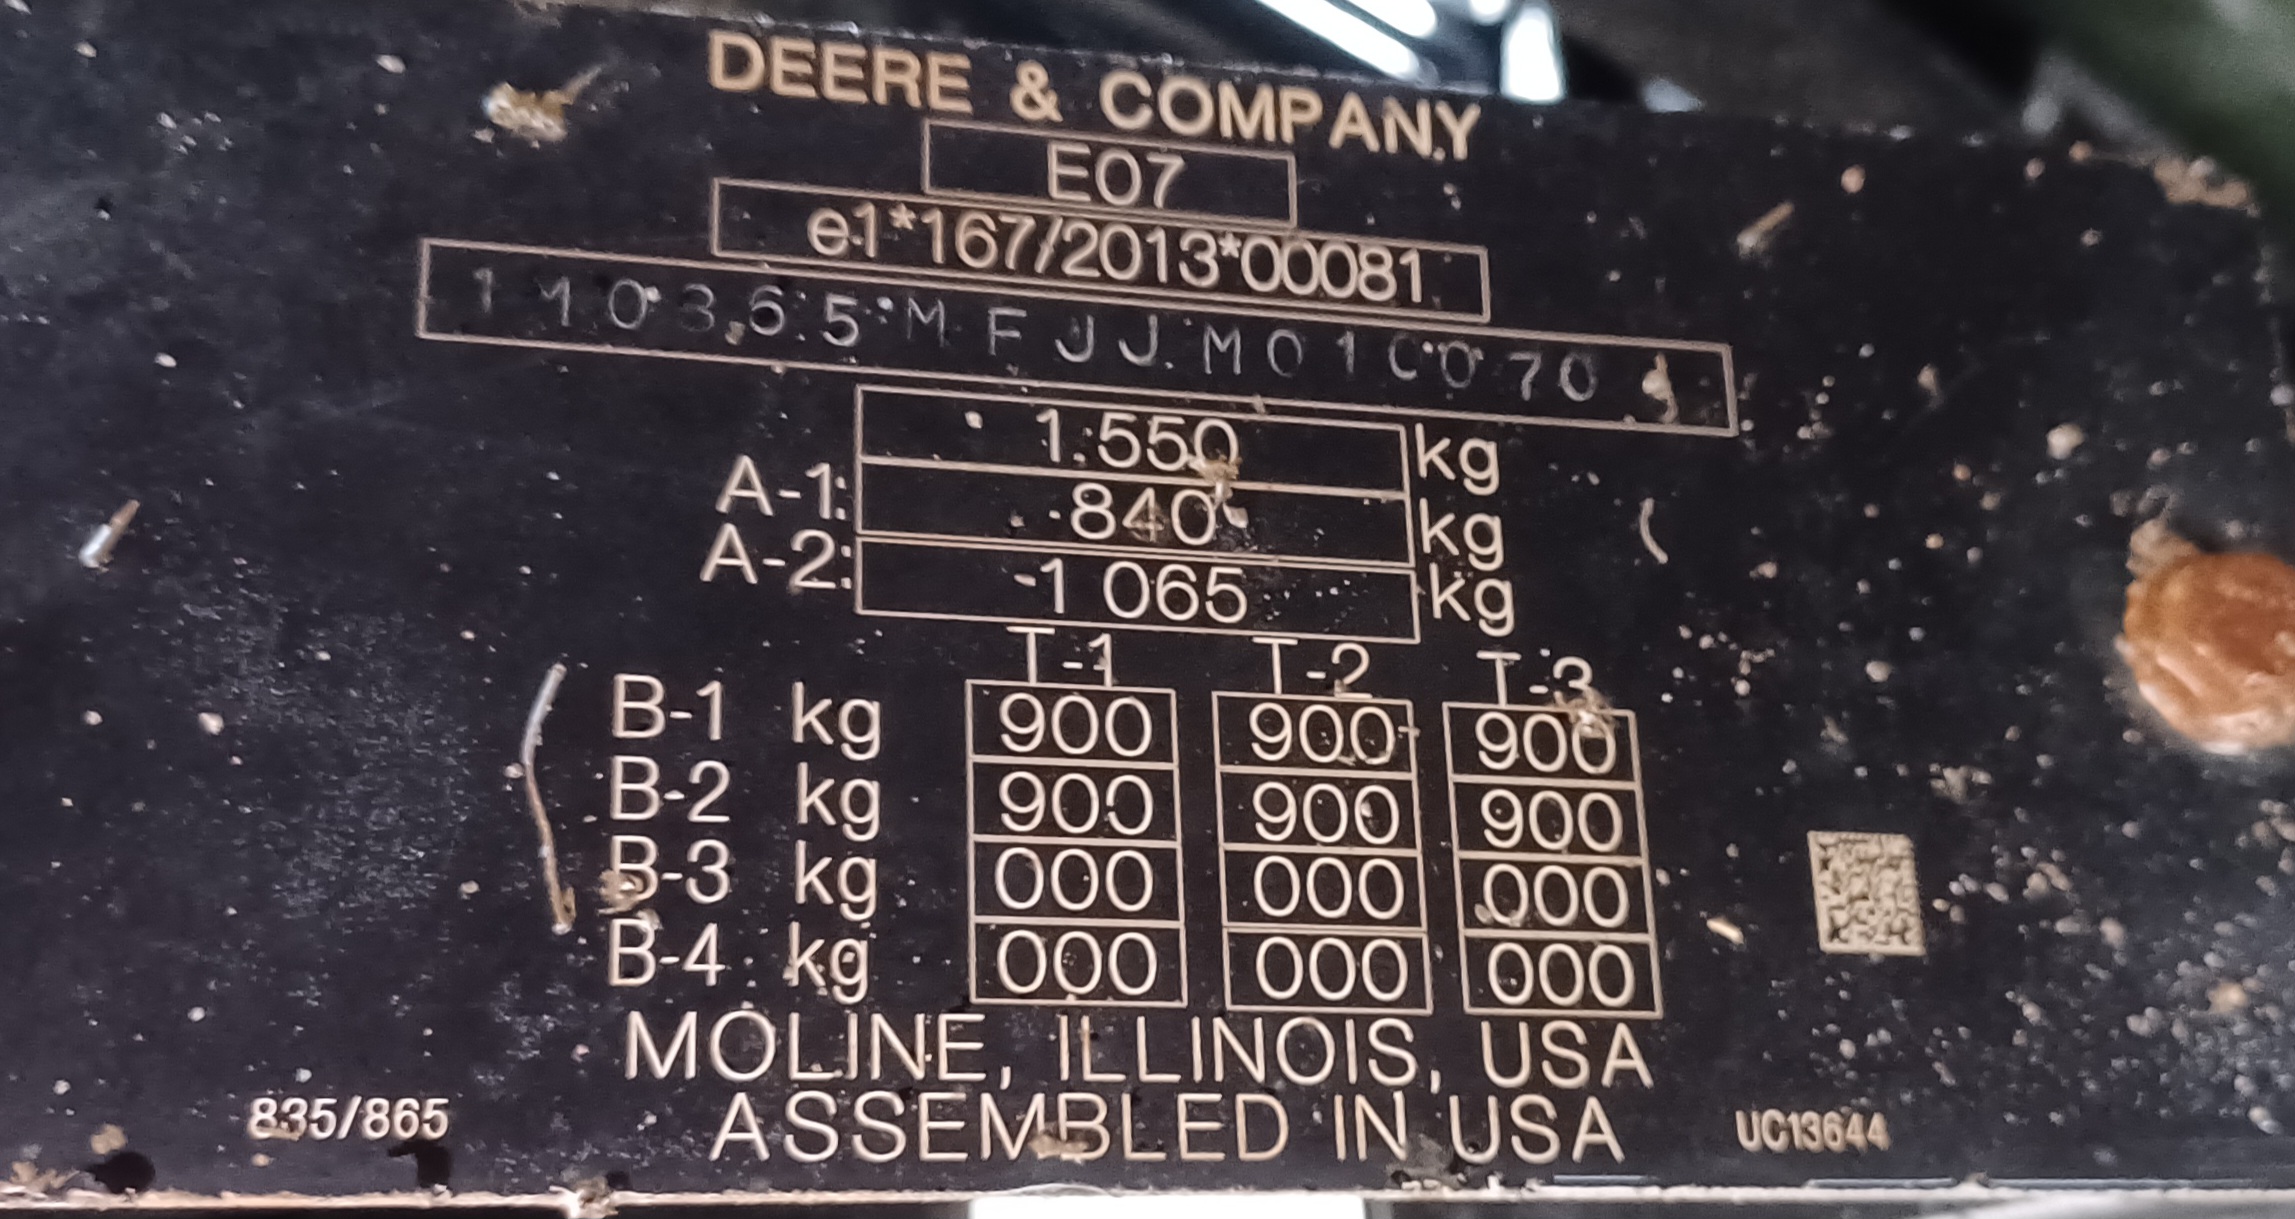 DEERE & COMPANY
E07
e1*167/2013*00081
1M0365MFJJM010070
1 550 kg
A-1: 840 kg
A-2: 1 065 kg
T-1 T-2 T-3
B-1 kg 900 900 900
B-2 kg 900 900 900
B-3 kg 000 000 000
B-4 kg 000 000 000
MOLINE, ILLINOIS, USA
835/865 ASSEMBLED IN USA UC13644